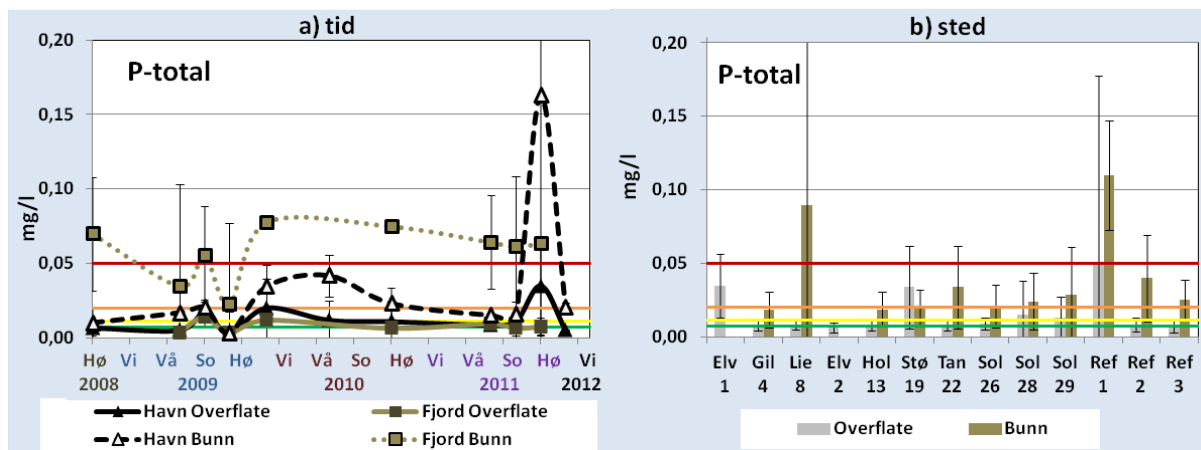 a) tid
P-total
mg/l
0,20
0,15
0,10
0,05
0,00
Hø Vi Vå So Hø Vi Vå So Hø Vi Vå So Hø Vi
2008 2009 2010 2011 2012
Havn Overflate Fjord Overflate
Havn Bunn Fjord Bunn
b) sted
P-total
mg/l
0,20
0,15
0,10
0,05
0,00
Elv Gil Lie Elv Hol Stø Tan Sol Sol Sol Ref Ref Ref
1 4 8 2 13 19 22 26 28 29 1 2 3
Overflate Bunn